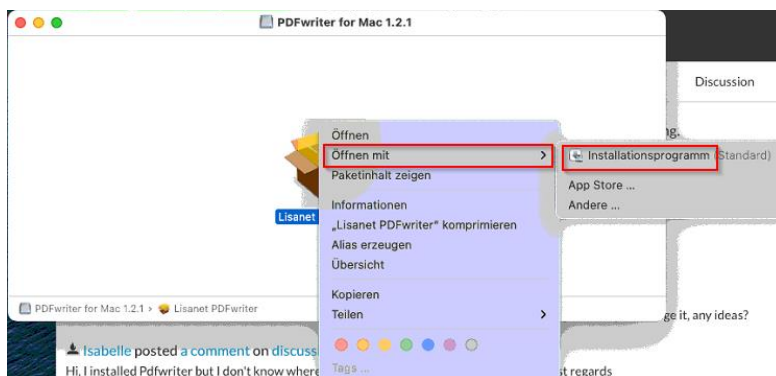 PDFwriter for Mac 1.2.1
Discussion
ng.
Öffnen
Öffnen mit
Installationsprogramm (Standard)
Paketinhalt zeigen
App Store ...
Andere ...
Informationen
Lisanet
„Lisanet PDFwriter" komprimieren
Alias erzeugen
Übersicht
Kopieren
PDFwriter for Mac 1.2.1 › Lisanet PDFwriter
Teilen
ge it, any ideas?
Isabelle posted a comment on discuss
Tags ...
Hi, I installed Pdfwriter but I don't know where
st regards